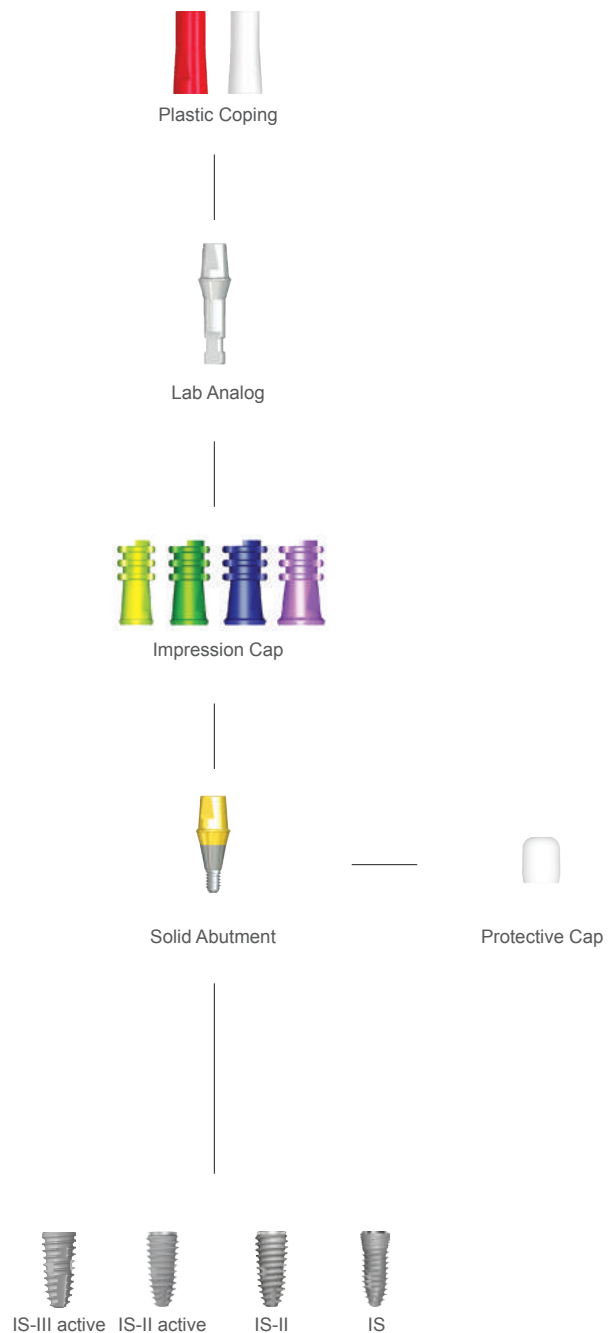 Plastic Coping
Lab Analog
Impression Cap
Solid Abutment
Protective Cap
IS-III active
IS-II active
IS-II
IS